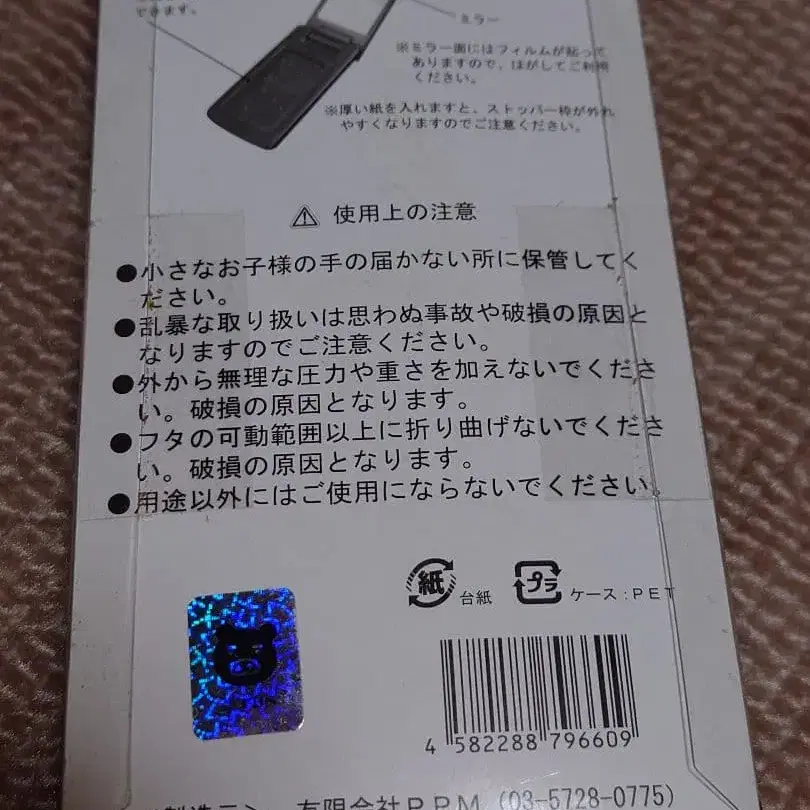 できます。
ミラー
※ミラー面にはフィルムが貼って
ありますので、はがしてご利用
ください。
※厚い紙を入れますと、ストッパー枠が外れ
やすくなりますのでご注意ください。
⚠ 使用上の注意
●小さなお子様の手の届かない所に保管してく
ださい。
●乱暴な取り扱いは思わぬ事故や破損の原因と
なりますのでご注意ください。
●外から無理な圧力や重さを加えないでくださ
い。破損の原因となります。
●フタの可動範囲以上に折り曲げないでくださ
い。破損の原因となります。
●用途以外にはご使用にならないでください。
紙 台紙 プラ ケース:PET
4 582288 796609
有限会社P.P.M (03-5728-0775)